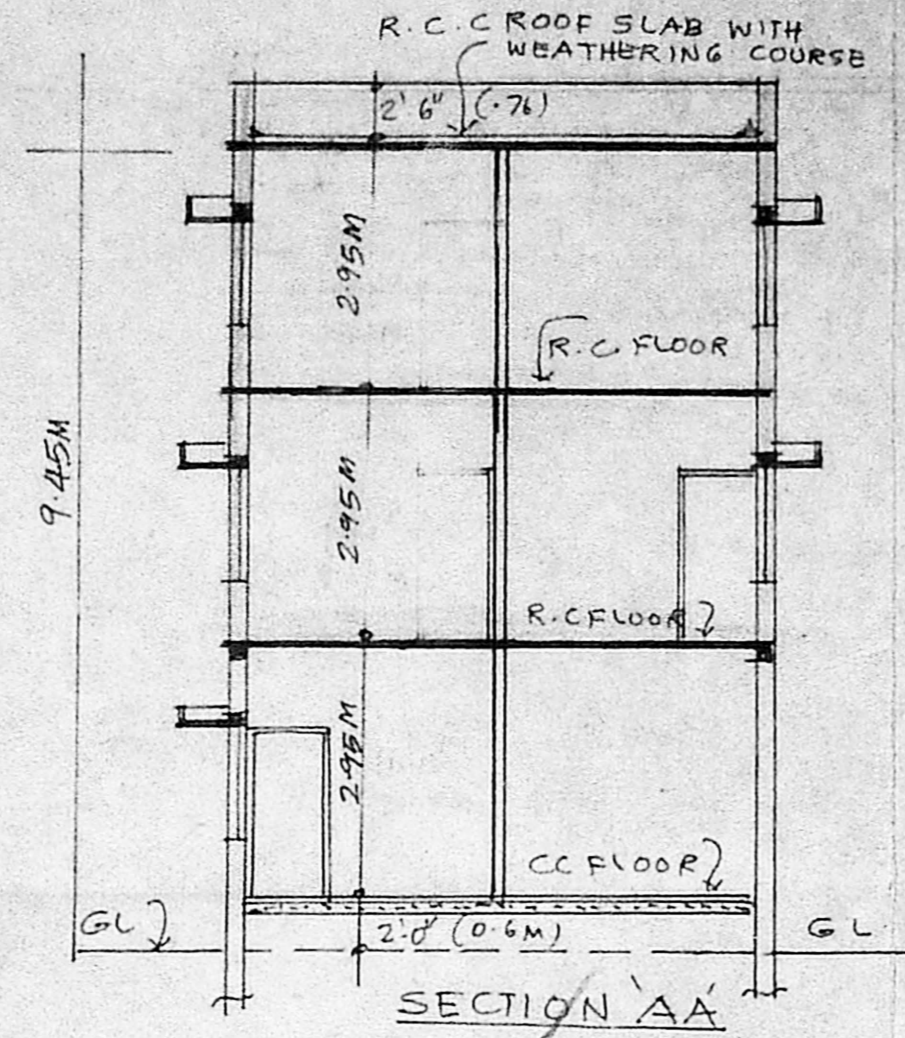 R.C.C ROOF SLAB WITH
WEATHERING COURSE
2' 6" (.76)
2.95M
R.C. FLOOR
9.45M
2.95M
R.C FLOOR
2.95M
CC FLOOR
GL
2'.0" (0.6M)
GL
SECTION 'AA'